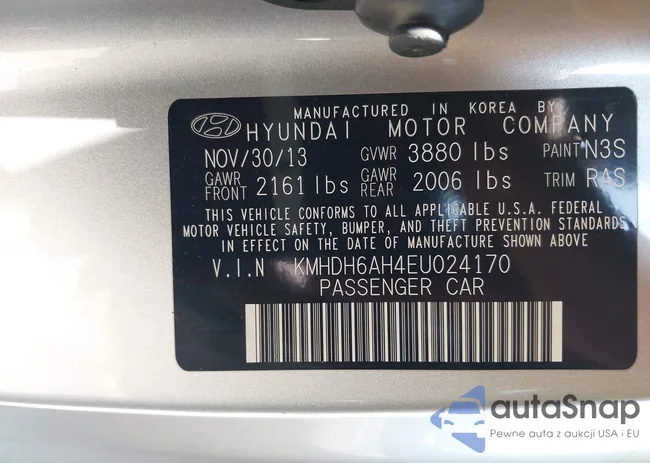 MANUFACTURED IN KOREA BY
HYUNDAI MOTOR COMPANY
NOV/30/13 GVWR 3880 lbs PAINT N3S
GAWR FRONT 2161 lbs GAWR REAR 2006 lbs TRIM RAS
THIS VEHICLE CONFORMS TO ALL APPLICABLE U.S.A. FEDERAL
MOTOR VEHICLE SAFETY, BUMPER, AND THEFT PREVENTION STANDARDS
IN EFFECT ON THE DATE OF MANUFACTURE SHOWN ABOVE
V.I.N KMHDH6AH4EU024170
PASSENGER CAR
autaSnap
Pewne auta z aukcji USA i EU